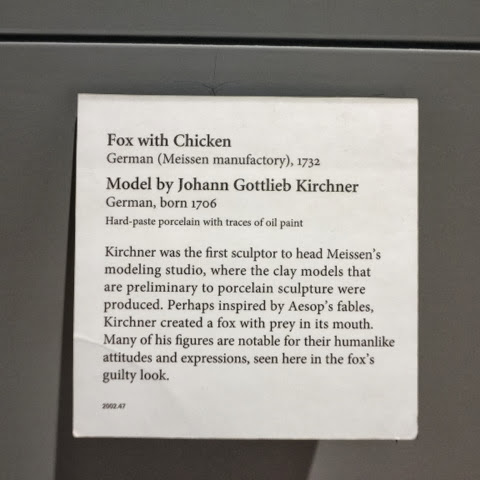 Fox with Chicken
German (Meissen manufactory), 1732
Model by Johann Gottlieb Kirchner
German, born 1706
Hard-paste porcelain with traces of oil paint
Kirchner was the first sculptor to head Meissen's
modeling studio, where the clay models that
are preliminary to porcelain sculpture were
produced. Perhaps inspired by Aesop's fables,
Kirchner created a fox with prey in its mouth.
Many of his figures are notable for their humanlike
attitudes and expressions, seen here in the fox's
guilty look.
2002.47